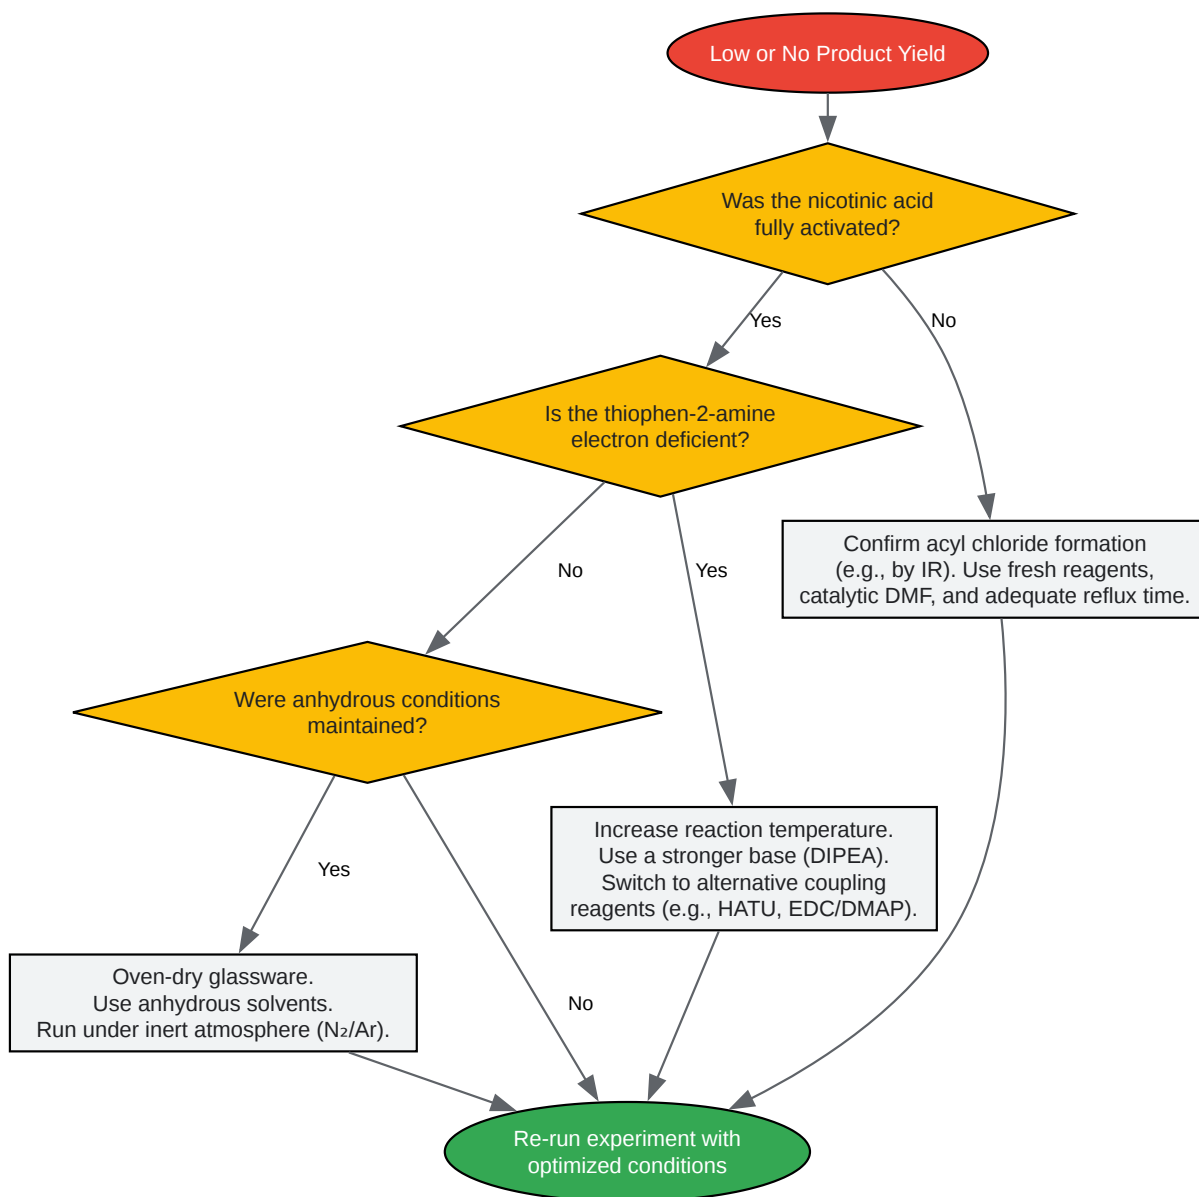 Low or No Product Yield
Was the nicotinic acid
fully activated?
Yes
No
Is the thiophen-2-amine
electron deficient?
No
Yes
Confirm acyl chloride formation
(e.g., by IR). Use fresh reagents,
catalytic DMF, and adequate reflux time.
Were anhydrous conditions
maintained?
Yes
No
Increase reaction temperature.
Use a stronger base (DIPEA).
Switch to alternative coupling
reagents (e.g., HATU, EDC/DMAP).
Oven-dry glassware.
Use anhydrous solvents.
Run under inert atmosphere (N₂/Ar).
Re-run experiment with
optimized conditions